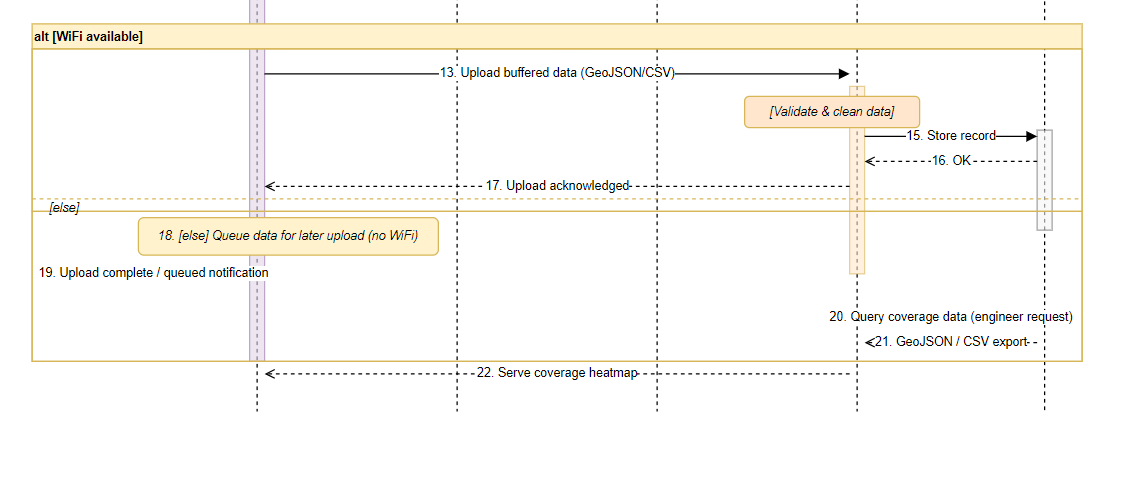 alt [WiFi available]
13. Upload buffered data (GeoJSON/CSV)
[Validate & clean data]
15. Store record
16. OK
17. Upload acknowledged
[else]
18. [else] Queue data for later upload (no WiFi)
19. Upload complete / queued notification
20. Query coverage data (engineer request)
21. GeoJSON / CSV export
22. Serve coverage heatmap